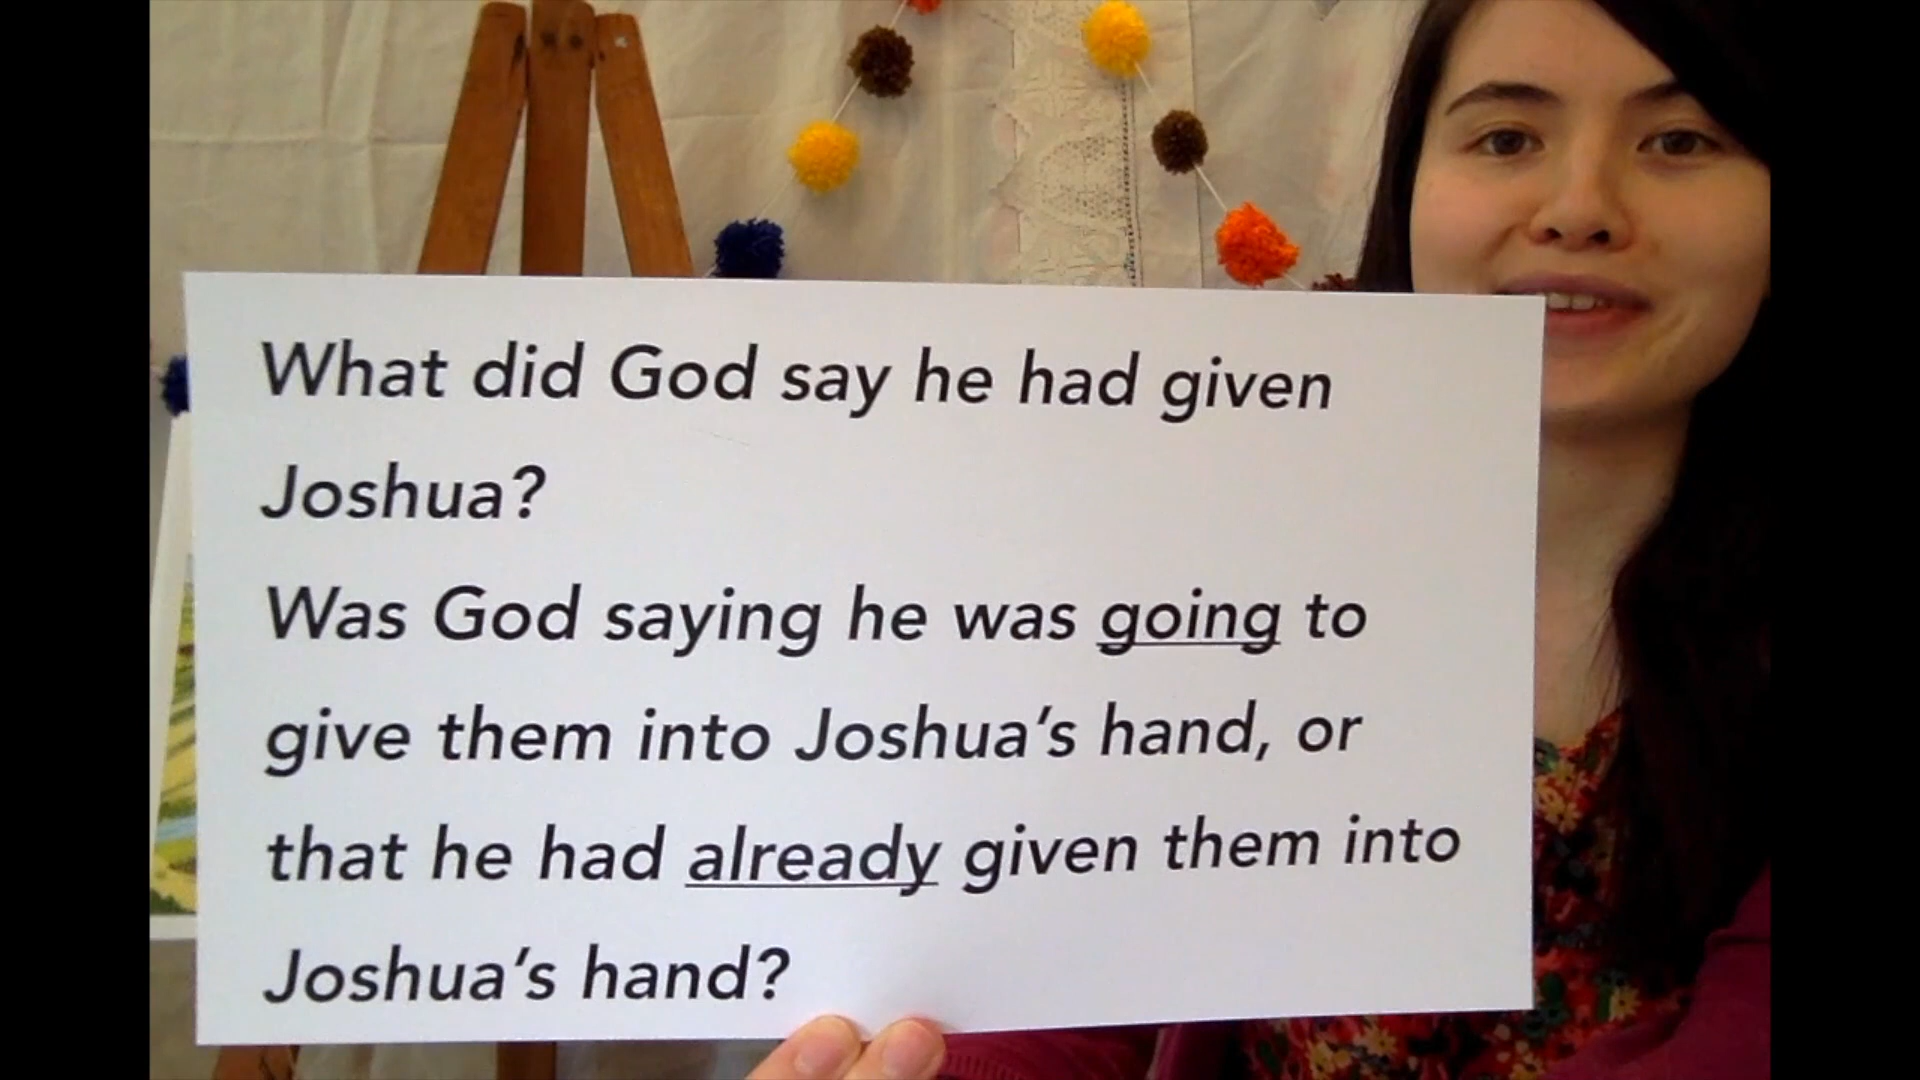 What did God say he had given
Joshua?
Was God saying he was going to
give them into Joshua’s hand, or
that he had already given them into
Joshua’s hand?